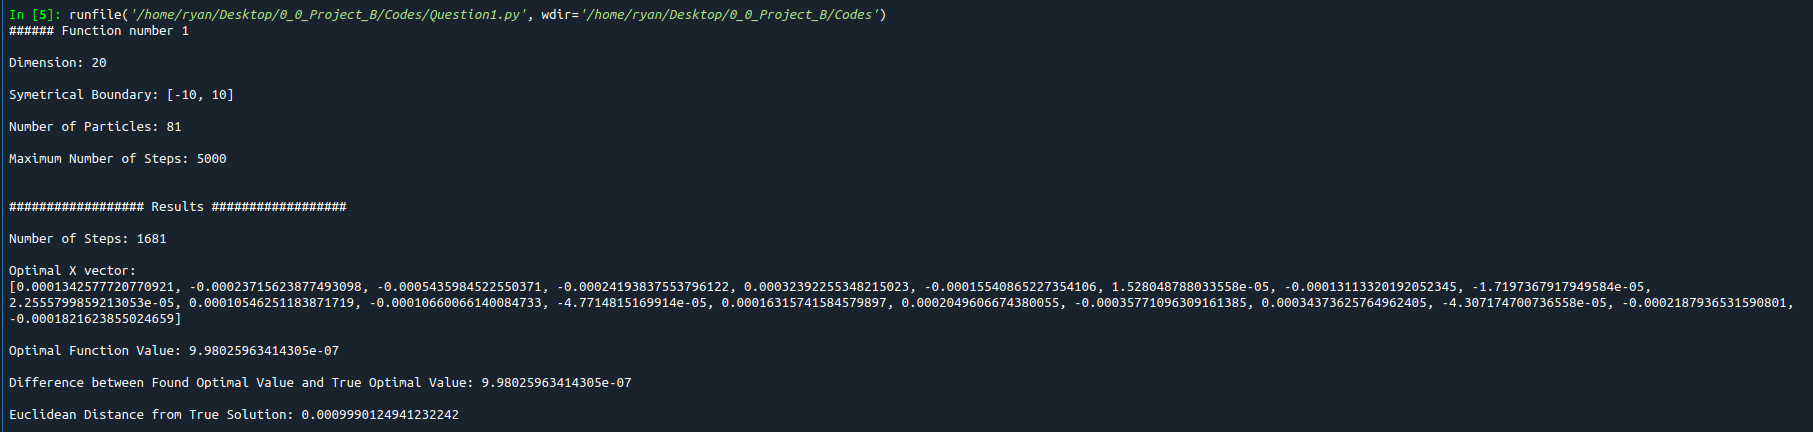 In [5]: runfile('/home/ryan/Desktop/0_0_Project_B/Codes/Question1.py', wdir='/home/ryan/Desktop/0_0_Project_B/Codes')
###### Function number 1
Dimension: 20
Symetrical Boundary: [-10, 10]
Number of Particles: 81
Maximum Number of Steps: 5000
################## Results ##################
Number of Steps: 1681
Optimal X vector:
[0.0001342577720770921, -0.00023715623877493098, -0.0005435984522550371, -0.00024193837553796122, 0.00032392255348215023, -0.00015540865227354106, 1.528048788033558e-05, -0.00013113320192052345, -1.7197367917949584e-05,
2.2555799859213053e-05, 0.00010546251183871719, -0.00010660066140084733, -4.7714815169914e-05, 0.00016315741584579897, 0.0002049606674380055, -0.00035771096309161385, 0.00034373625764962405, -4.307174700736558e-05, -0.0002187936531590801,
-0.0001821623855024659]
Optimal Function Value: 9.98025963414305e-07
Difference between Found Optimal Value and True Optimal Value: 9.98025963414305e-07
Euclidean Distance from True Solution: 0.0009990124941232242